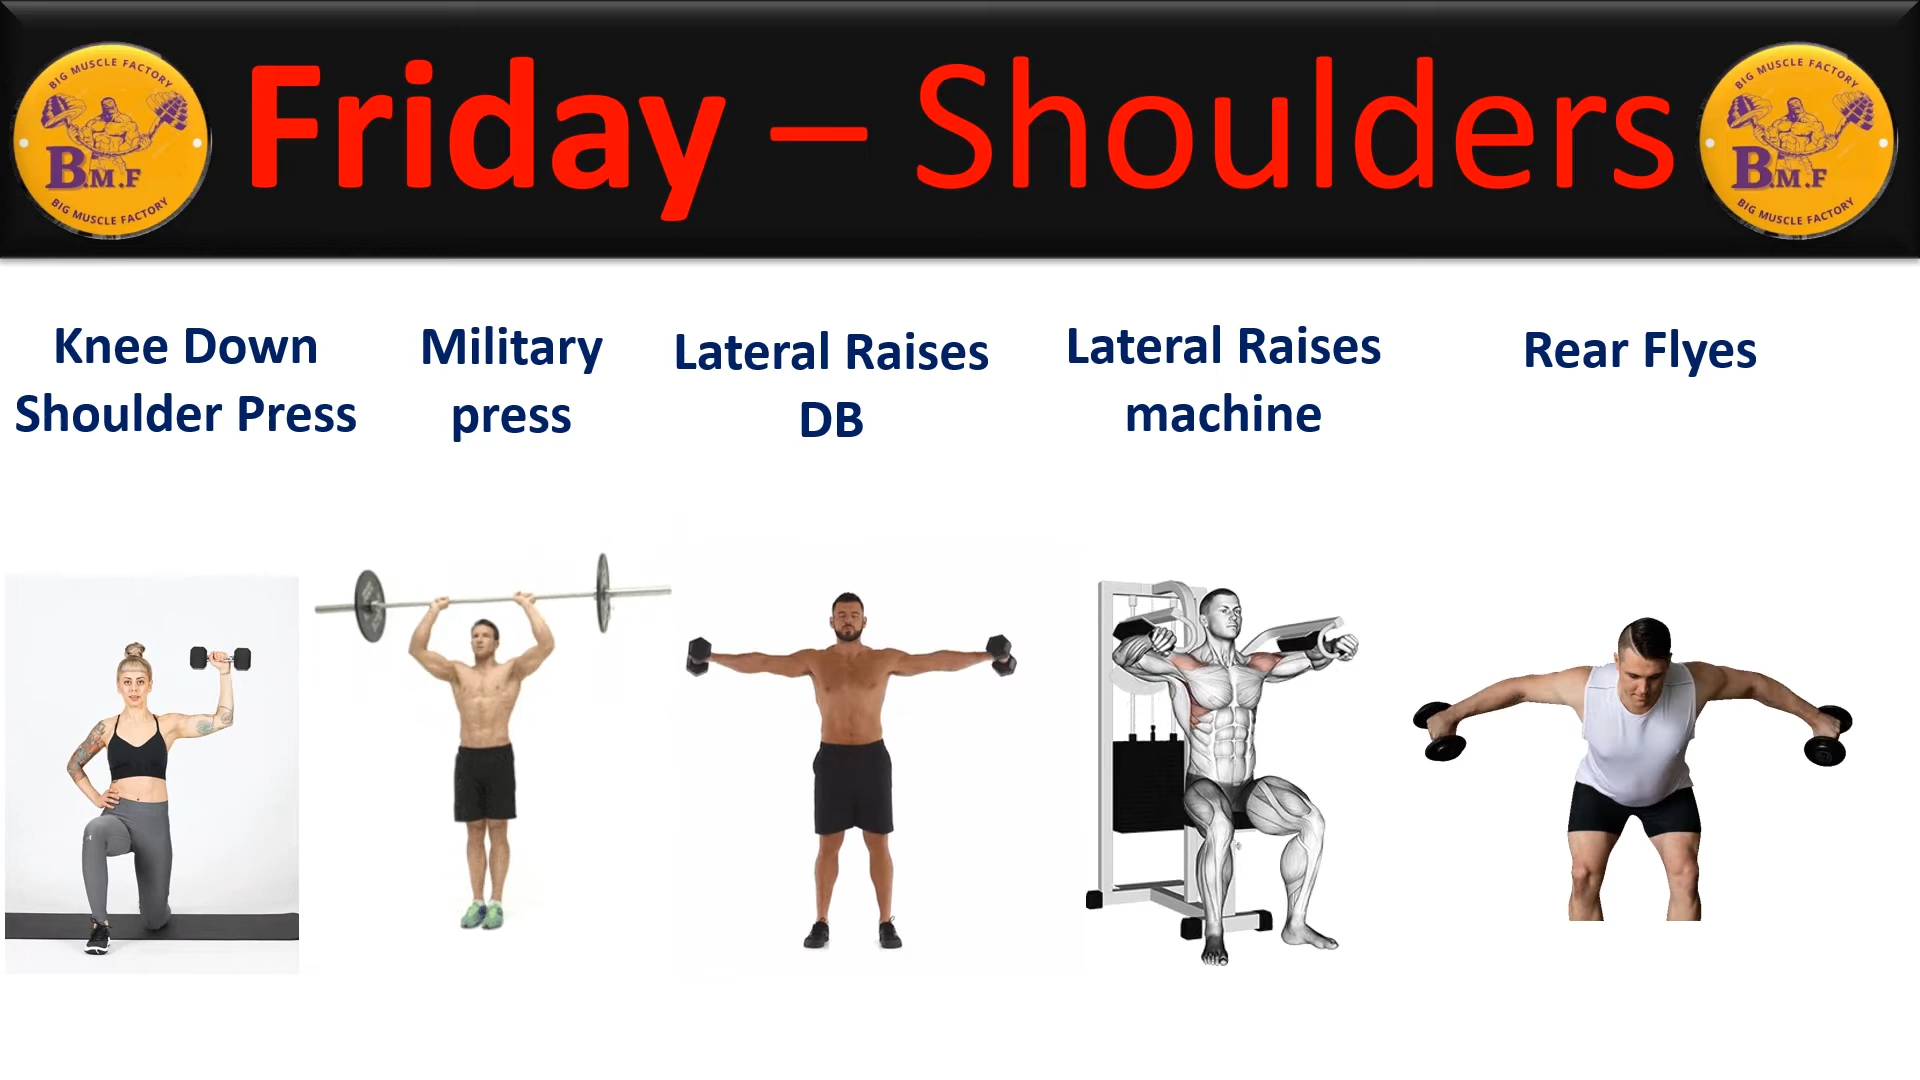 Friday – Shoulders
BIG MUSCLE FACTORY
B.M.F
BIG MUSCLE FACTORY
BIG MUSCLE FACTORY
B.M.F
BIG MUSCLE FACTORY
Knee Down
Shoulder Press
Military
press
Lateral Raises
DB
Lateral Raises
machine
Rear Flyes